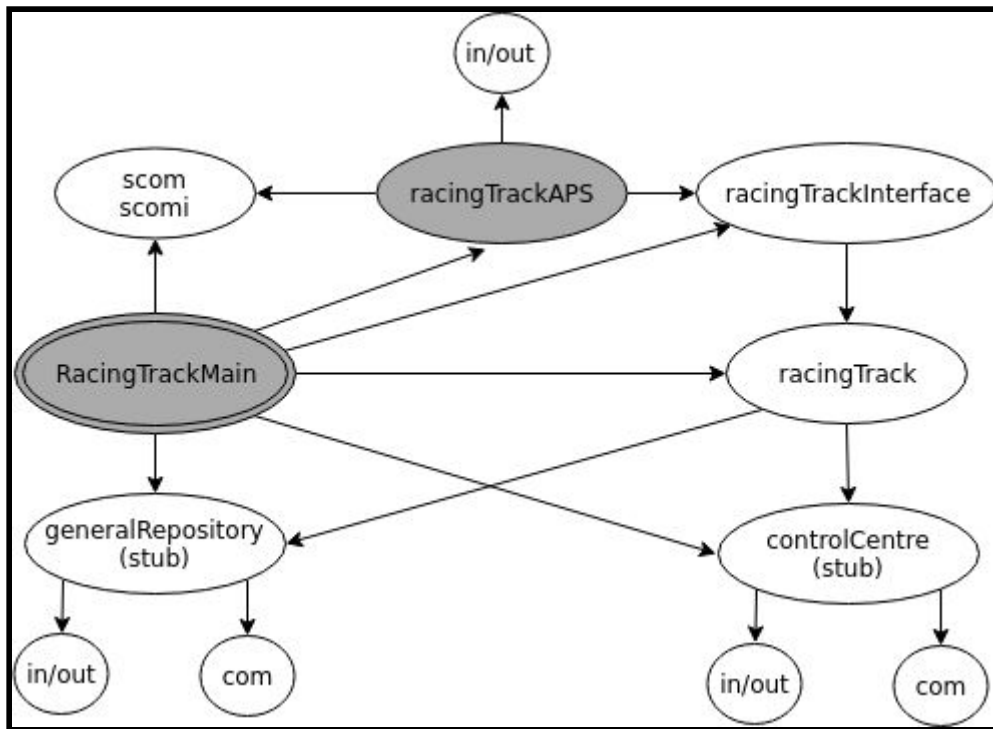 in/out
scom
scomi
racingTrackAPS
racingTrackInterface
RacingTrackMain
racingTrack
generalRepository
(stub)
controlCentre
(stub)
in/out
com
in/out
com